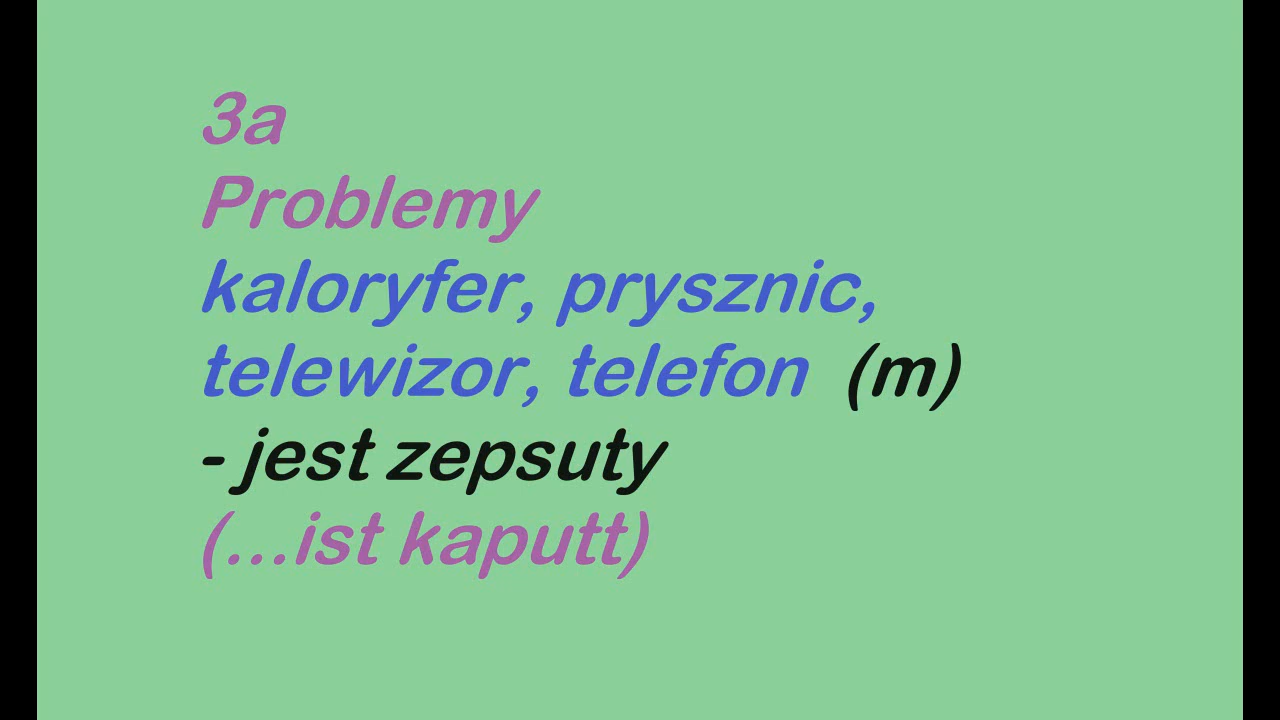 3a
Problemy
kaloryfer, prysznic,
telewizor, telefon (m)
- jest zepsuty
(...ist kaputt)